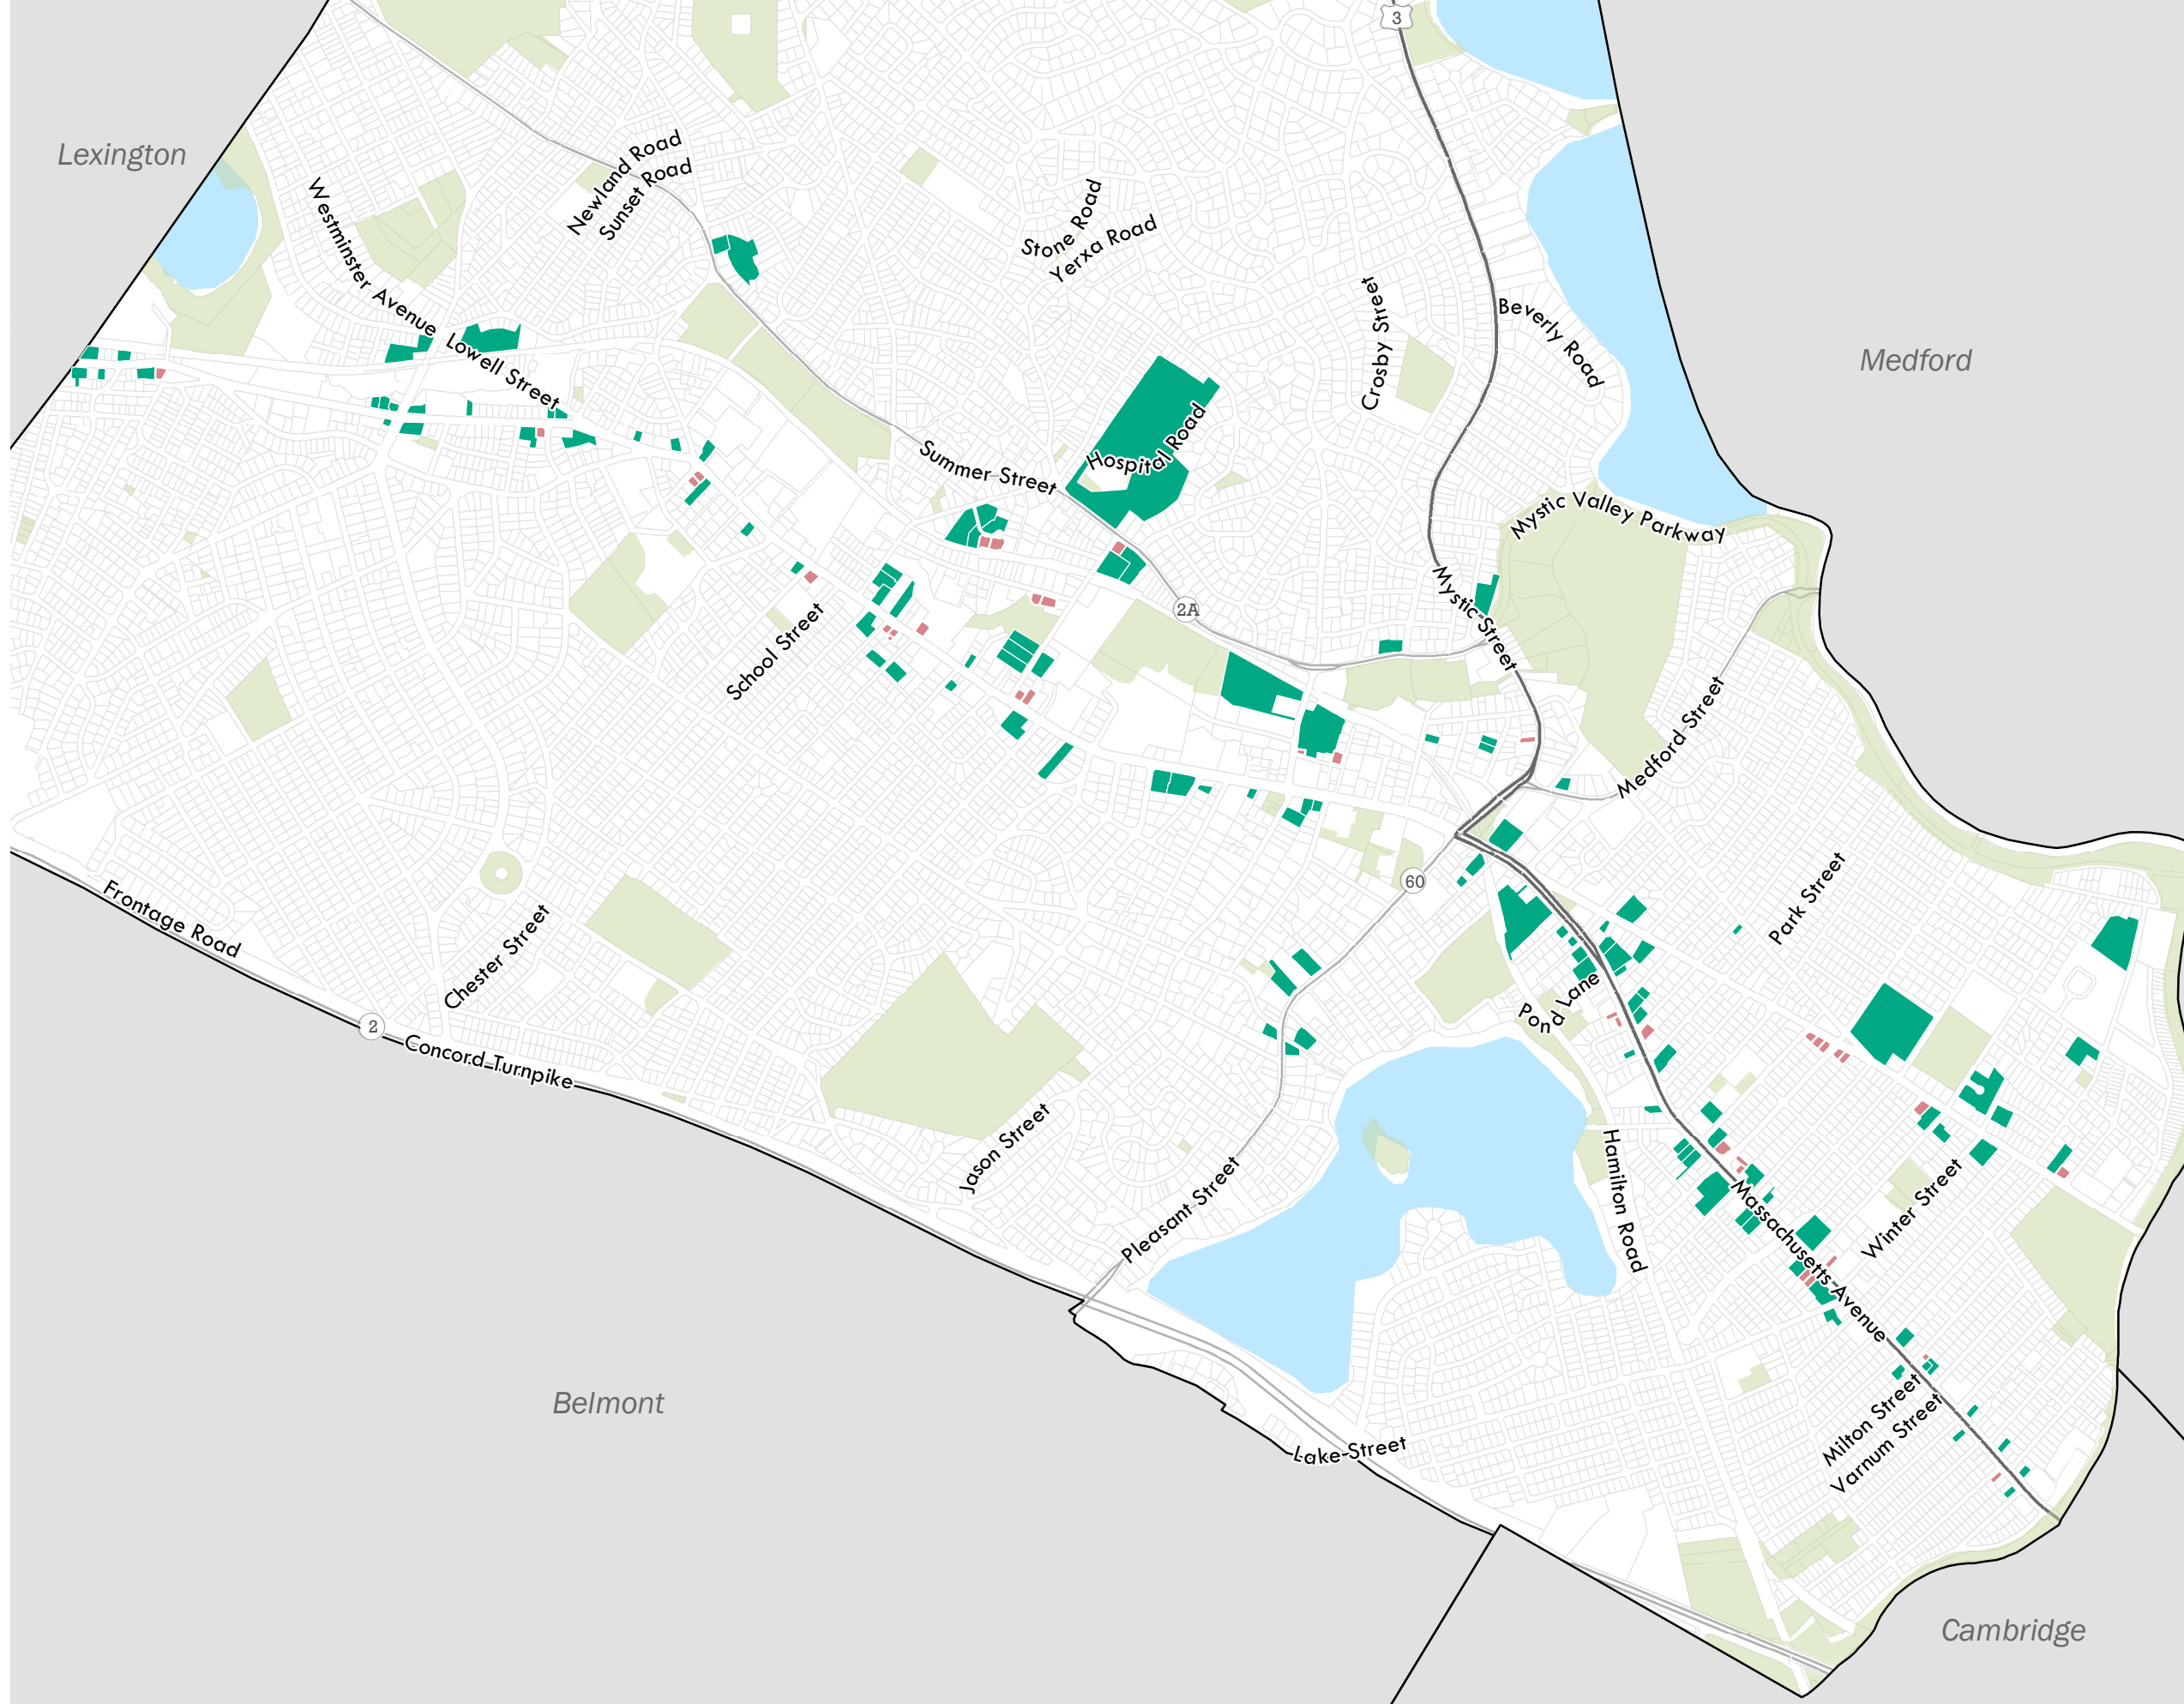 3
Lexington
Newland Road
Sunset Road
Westminster Avenue
Stone Road
Yerxa Road
Crosby Street
Beverly Road
Medford
Lowell Street
Hospital Road
Summer Street
Mystic Valley Parkway
Mystic Street
2A
School Street
Medford Street
60
Park Street
Frontage Road
Chester Street
2
Concord Turnpike
Pond Lane
Jason Street
Pleasant Street
Hamilton Road
Massachusetts Avenue
Winter Street
Belmont
Lake Street
Milton Street
Varnum Street
Cambridge